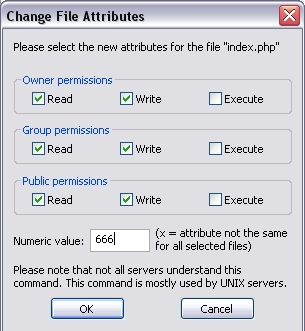 Change File Attributes
Please select the new attributes for the file "index.php"
Owner permissions
Read Write Execute
Group permissions
Read Write Execute
Public permissions
Read Write Execute
Numeric value: 666 (x = attribute not the same
for all selected files)
Please note that not all servers understand this
command. This command is mostly used by UNIX servers.
OK Cancel